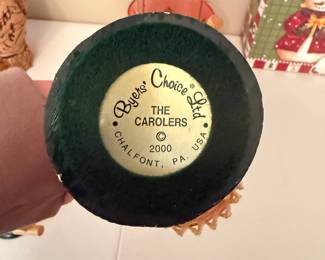 Byers' Choice® Ltd
THE
CAROLERS
©
2000
• CHALFONT, PA. USA •